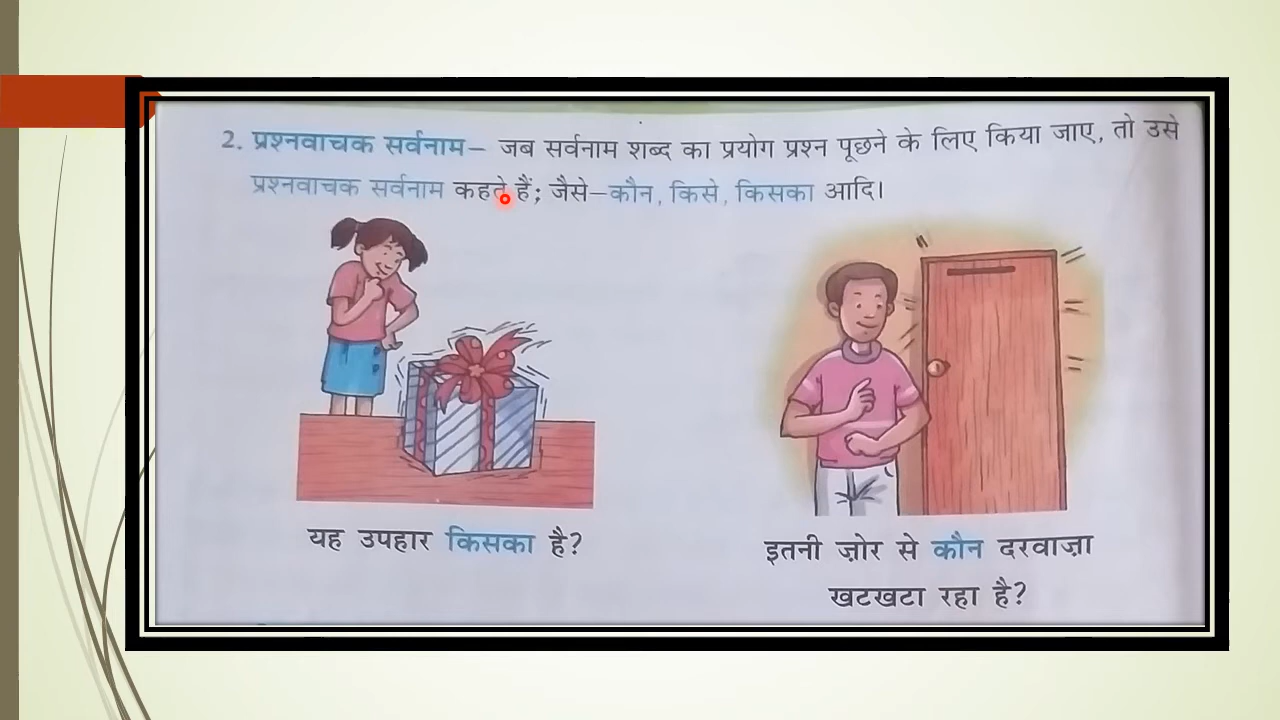 2. प्रश्नवाचक सर्वनाम– जब सर्वनाम शब्द का प्रयोग प्रश्न पूछने के लिए किया जाए, तो उसे
प्रश्नवाचक सर्वनाम कहते हैं; जैसे–कौन, किसे, किसका आदि।
यह उपहार किसका है?
इतनी ज़ोर से कौन दरवाज़ा
खटखटा रहा है?